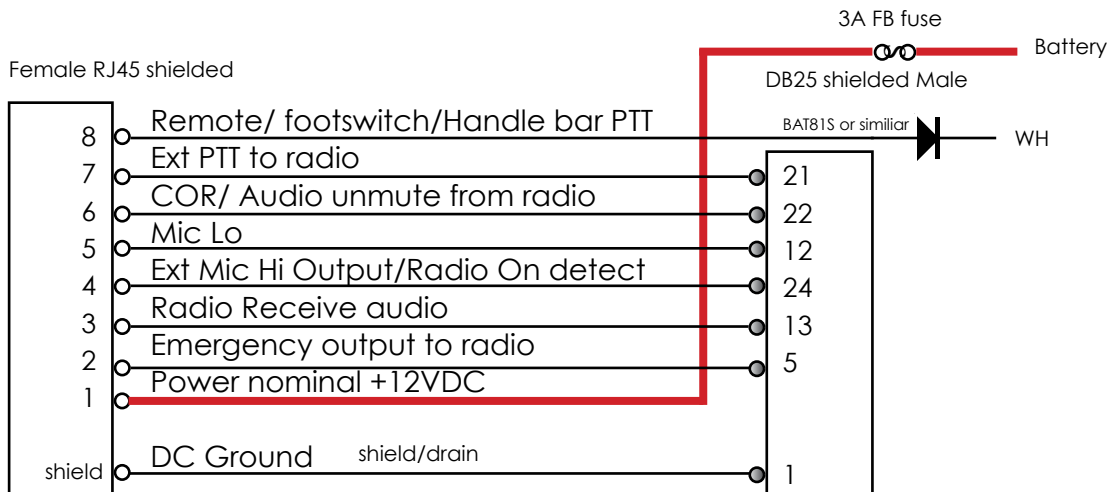 3A FB fuse
Battery
Female RJ45 shielded
DB25 shielded Male
8 Remote/ footswitch/Handle bar PTT BAT81S or similiar WH
7 Ext PTT to radio 21
6 COR/ Audio unmute from radio 22
5 Mic Lo 12
4 Ext Mic Hi Output/Radio On detect 24
3 Radio Receive audio 13
2 Emergency output to radio 5
1 Power nominal +12VDC
shield DC Ground shield/drain 1